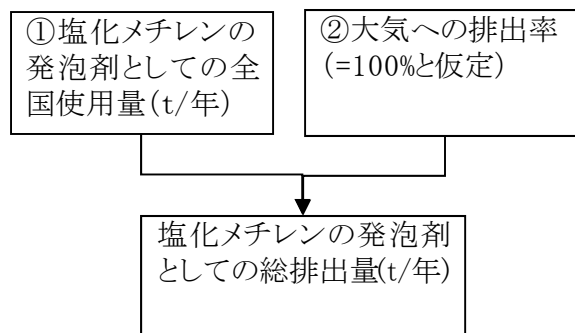 ①塩化メチレンの
発泡剤としての全
国使用量(t/年)
②大気への排出率
(=100%と仮定)
塩化メチレンの発泡剤
としての総排出量(t/年)